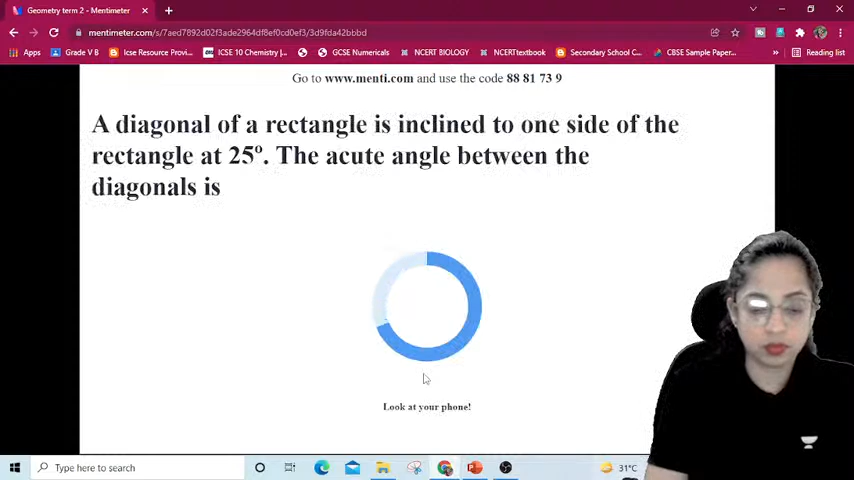 Geometry term 2 - Mentimeter
mentimeter.com/s/7aed7892d02f3ade2964df8ef0cd0ef3/3d9fda42bbbd
Apps Grade V B Icse Resource Provi... ICSE 10 Chemistry |... GCSE Numericals NCERT BIOLOGY NCERTtextbook Secondary School C... CBSE Sample Paper... » Reading list
Go to www.menti.com and use the code 88 81 73 9
A diagonal of a rectangle is inclined to one side of the
rectangle at 25º. The acute angle between the
diagonals is
Look at your phone!
Type here to search
31°C